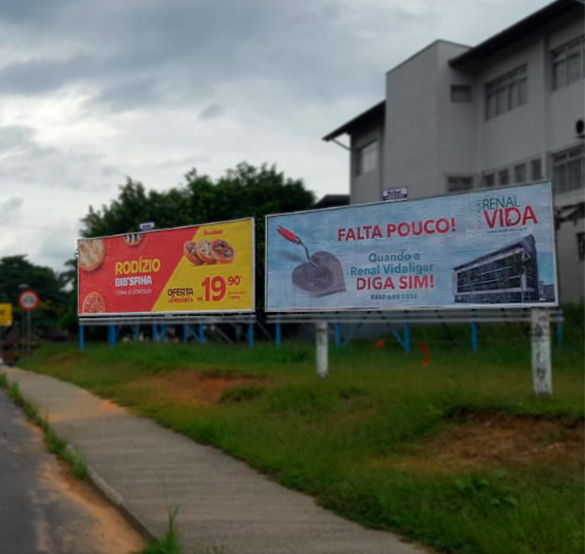 RODÍZIO
BIB'SFIHA
OFERTA
R$ 19,90
FALTA POUCO!
Quando a
Renal Vidaligar
DIGA SIM!
RENAL
VIDA